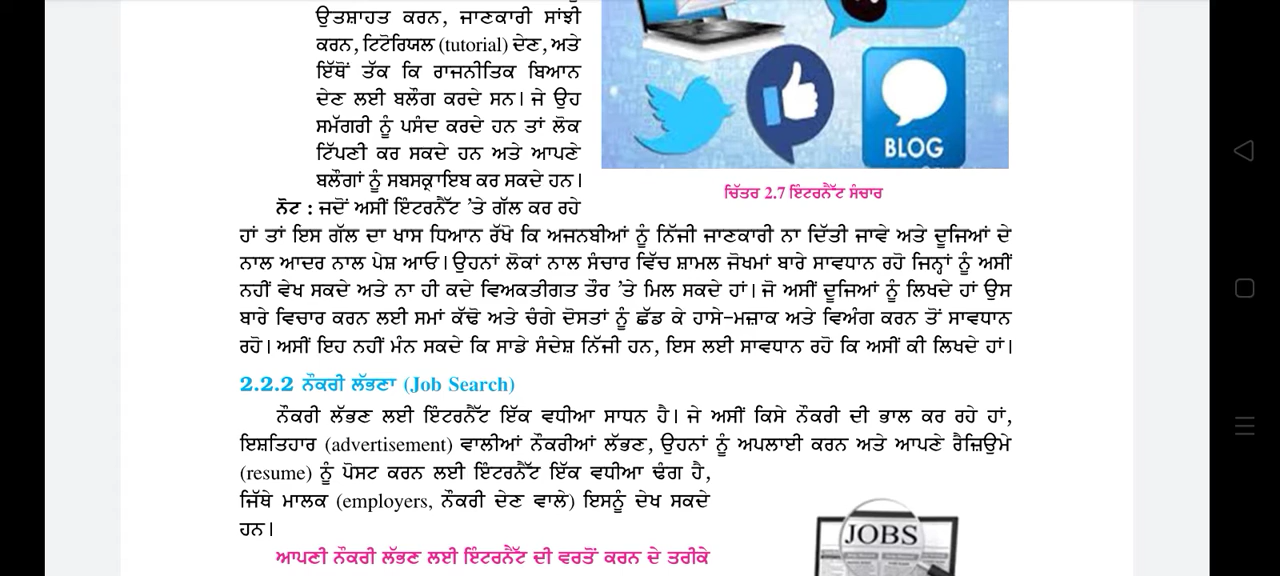 ਉਤਸ਼ਾਹਤ ਕਰਨ, ਜਾਣਕਾਰੀ ਸਾਂਝੀ
ਕਰਨ, ਟਿਟੋਰਿਯਲ (tutorial) ਦੇਣ, ਅਤੇ
ਇੱਥੋਂ ਤੱਕ ਕਿ ਰਾਜਨੀਤਿਕ ਬਿਆਨ
ਦੇਣ ਲਈ ਬਲੌਗ ਕਰਦੇ ਸਨ। ਜੇ ਉਹ
ਸਮੱਗਰੀ ਨੂੰ ਪਸੰਦ ਕਰਦੇ ਹਨ ਤਾਂ ਲੋਕ
ਟਿੱਪਣੀ ਕਰ ਸਕਦੇ ਹਨ ਅਤੇ ਆਪਣੇ
ਬਲੌਗਾਂ ਨੂੰ ਸਬਸਕ੍ਰਾਇਬ ਕਰ ਸਕਦੇ ਹਨ।
BLOG
ਚਿੱਤਰ 2.7 ਇੰਟਰਨੈੱਟ ਸੰਚਾਰ
ਨੋਟ : ਜਦੋਂ ਅਸੀਂ ਇੰਟਰਨੈੱਟ 'ਤੇ ਗੱਲ ਕਰ ਰਹੇ
ਹਾਂ ਤਾਂ ਇਸ ਗੱਲ ਦਾ ਖਾਸ ਧਿਆਨ ਰੱਖੋ ਕਿ ਅਜਨਬੀਆਂ ਨੂੰ ਨਿੱਜੀ ਜਾਣਕਾਰੀ ਨਾ ਦਿੱਤੀ ਜਾਵੇ ਅਤੇ ਦੂਜਿਆਂ ਦੇ
ਨਾਲ ਆਦਰ ਨਾਲ ਪੇਸ਼ ਆਓ। ਉਹਨਾਂ ਲੋਕਾਂ ਨਾਲ ਸੰਚਾਰ ਵਿੱਚ ਸ਼ਾਮਲ ਜੋਖਮਾਂ ਬਾਰੇ ਸਾਵਧਾਨ ਰਹੋ ਜਿਨ੍ਹਾਂ ਨੂੰ ਅਸੀਂ
ਨਹੀਂ ਵੇਖ ਸਕਦੇ ਅਤੇ ਨਾ ਹੀ ਕਦੇ ਵਿਅਕਤੀਗਤ ਤੌਰ 'ਤੇ ਮਿਲ ਸਕਦੇ ਹਾਂ। ਜੋ ਅਸੀਂ ਦੂਜਿਆਂ ਨੂੰ ਲਿਖਦੇ ਹਾਂ ਉਸ
ਬਾਰੇ ਵਿਚਾਰ ਕਰਨ ਲਈ ਸਮਾਂ ਕੱਢੋ ਅਤੇ ਚੰਗੇ ਦੋਸਤਾਂ ਨੂੰ ਛੱਡ ਕੇ ਹਾਸੇ-ਮਜ਼ਾਕ ਅਤੇ ਵਿਅੰਗ ਕਰਨ ਤੋਂ ਸਾਵਧਾਨ
ਰਹੋ। ਅਸੀਂ ਇਹ ਨਹੀਂ ਮੰਨ ਸਕਦੇ ਕਿ ਸਾਡੇ ਸੰਦੇਸ਼ ਨਿੱਜੀ ਹਨ, ਇਸ ਲਈ ਸਾਵਧਾਨ ਰਹੋ ਕਿ ਅਸੀਂ ਕੀ ਲਿਖਦੇ ਹਾਂ।
2.2.2 ਨੌਕਰੀ ਲੱਭਣਾ (Job Search)
ਨੌਕਰੀ ਲੱਭਣ ਲਈ ਇੰਟਰਨੈੱਟ ਇੱਕ ਵਧੀਆ ਸਾਧਨ ਹੈ। ਜੇ ਅਸੀਂ ਕਿਸੇ ਨੌਕਰੀ ਦੀ ਭਾਲ ਕਰ ਰਹੇ ਹਾਂ,
ਇਸ਼ਤਿਹਾਰ (advertisement) ਵਾਲੀਆਂ ਨੌਕਰੀਆਂ ਲੱਭਣ, ਉਹਨਾਂ ਨੂੰ ਅਪਲਾਈ ਕਰਨ ਅਤੇ ਆਪਣੇ ਰੈਜ਼ਿਉਮੇ
(resume) ਨੂੰ ਪੋਸਟ ਕਰਨ ਲਈ ਇੰਟਰਨੈੱਟ ਇੱਕ ਵਧੀਆ ਢੰਗ ਹੈ,
ਜਿੱਥੇ ਮਾਲਕ (employers, ਨੌਕਰੀ ਦੇਣ ਵਾਲੇ) ਇਸਨੂੰ ਦੇਖ ਸਕਦੇ
ਹਨ।
JOBS
ਆਪਣੀ ਨੌਕਰੀ ਲੱਭਣ ਲਈ ਇੰਟਰਨੈੱਟ ਦੀ ਵਰਤੋਂ ਕਰਨ ਦੇ ਤਰੀਕੇ